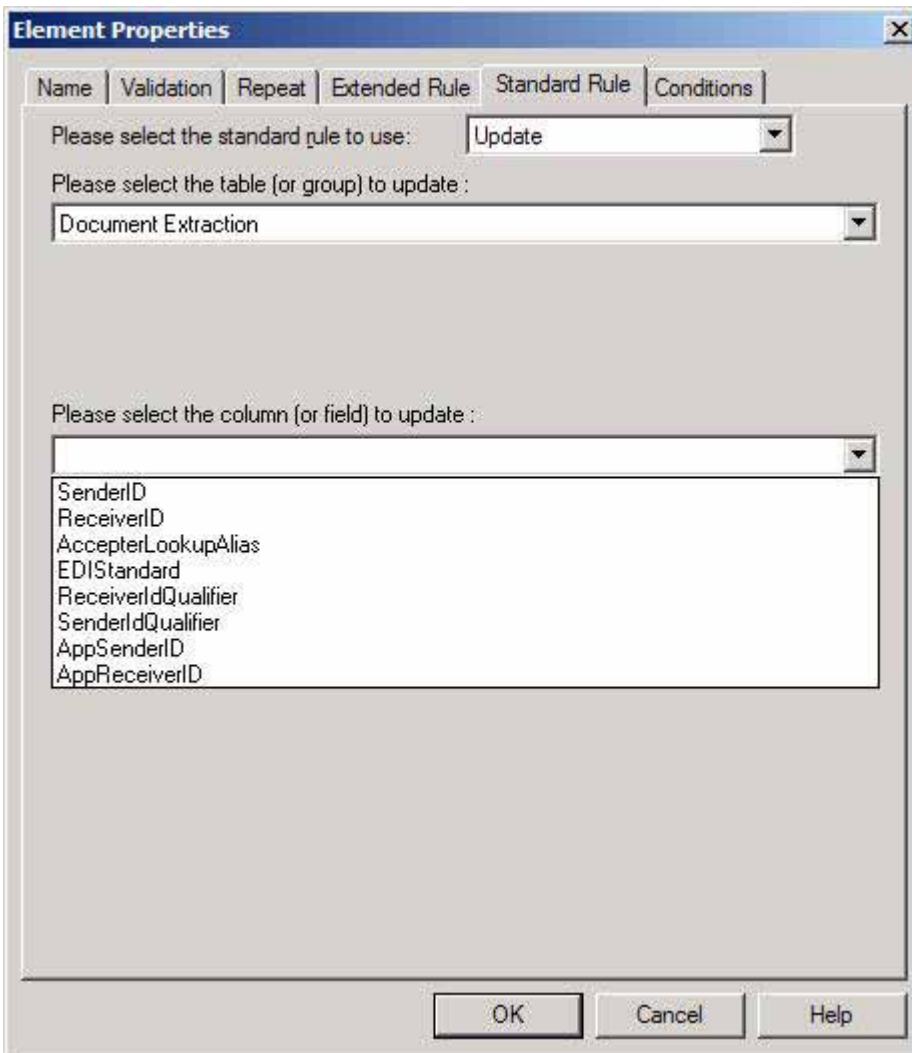 Element Properties
Name Validation Repeat Extended Rule Standard Rule Conditions
Please select the standard rule to use: Update
Please select the table (or group) to update :
Document Extraction
Please select the column (or field) to update :
SenderID
ReceiverID
AccepterLookupAlias
EDIStandard
ReceiverIdQualifier
SenderIdQualifier
AppSenderID
AppReceiverID
OK Cancel Help